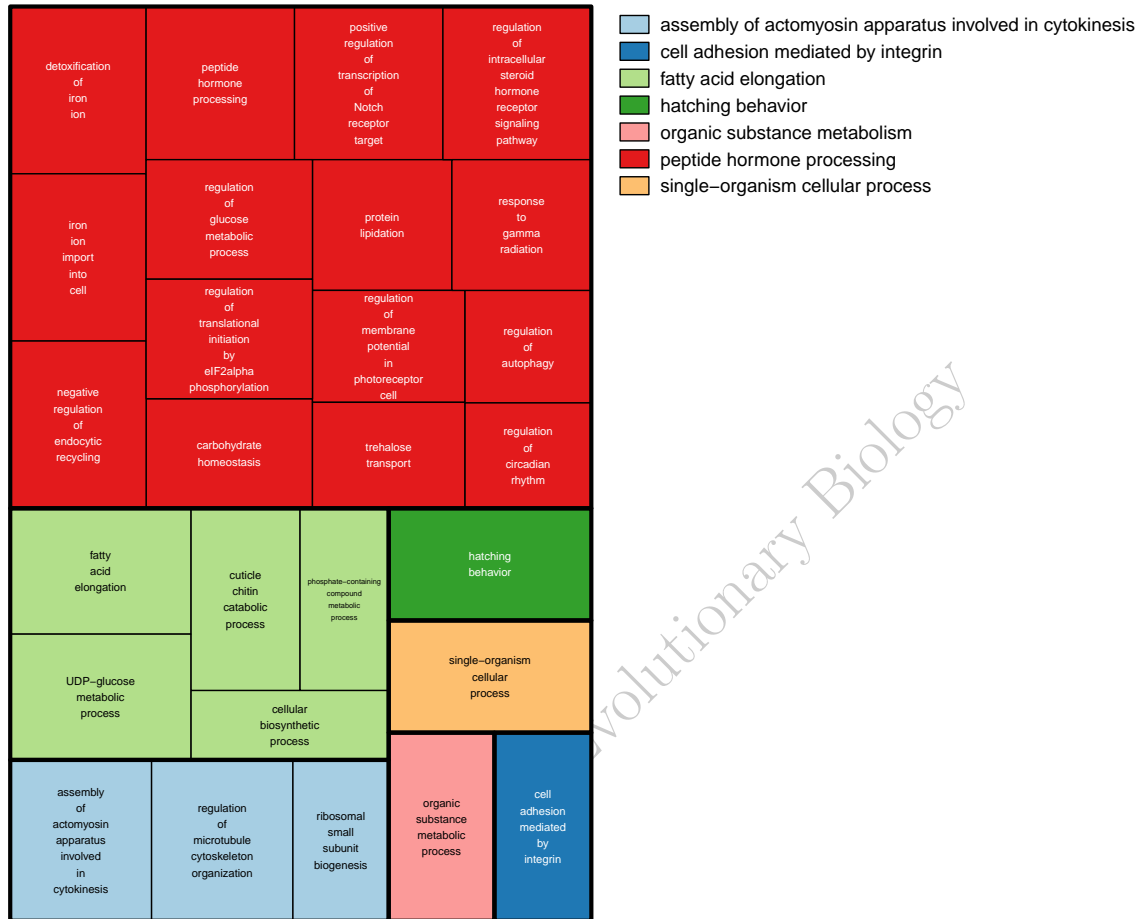 detoxification
of
iron
ion
peptide
hormone
processing
positive
regulation
of
transcription
of
Notch
receptor
target
regulation
of
intracellular
steroid
hormone
receptor
signaling
pathway
iron
ion
import
into
cell
regulation
of
glucose
metabolic
process
protein
lipidation
response
to
gamma
radiation
regulation
of
translational
initiation
by
eIF2alpha
phosphorylation
regulation
of
membrane
potential
in
photoreceptor
cell
regulation
of
autophagy
negative
regulation
of
endocytic
recycling
carbohydrate
homeostasis
trehalose
transport
regulation
of
circadian
rhythm
fatty
acid
elongation
cuticle
chitin
catabolic
process
phosphate−containing
compound
metabolic
process
hatching
behavior
UDP−glucose
metabolic
process
cellular
biosynthetic
process
single−organism
cellular
process
assembly
of
actomyosin
apparatus
involved
in
cytokinesis
regulation
of
microtubule
cytoskeleton
organization
ribosomal
small
subunit
biogenesis
organic
substance
metabolic
process
cell
adhesion
mediated
by
integrin
assembly of actomyosin apparatus involved in cytokinesis
cell adhesion mediated by integrin
fatty acid elongation
hatching behavior
organic substance metabolism
peptide hormone processing
single−organism cellular process
volutionary Biology